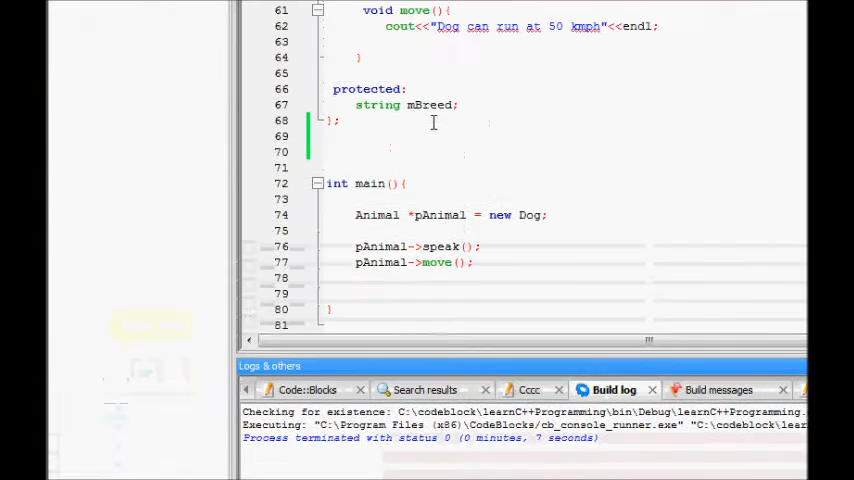 61 void move(){
62 cout<<"Dog can run at 50 kmph"<<endl;
63
64 }
65
66 protected:
67 string mBreed;
68 };
69
70
71
72 int main(){
73
74 Animal *pAnimal = new Dog;
75
76 pAnimal->speak();
77 pAnimal->move();
78
79
80 }
81
Logs & others
Code::Blocks Search results Cccc Build log Build messages
Checking for existence: C:\codeblock\learnC++Programming\bin\Debug\learnC++Programming.
Executing: "C:\Program Files (x86)\CodeBlocks/cb_console_runner.exe" "C:\codeblock\learnC++Programming
Process terminated with status 0 (0 minutes, 7 seconds)